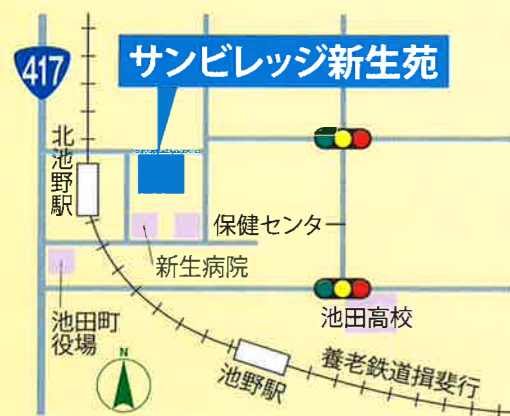 417
サンビレッジ新生苑
北池野駅
保健センター
新生病院
池田町
役場
池田高校
池野駅
養老鉄道揖斐行
N